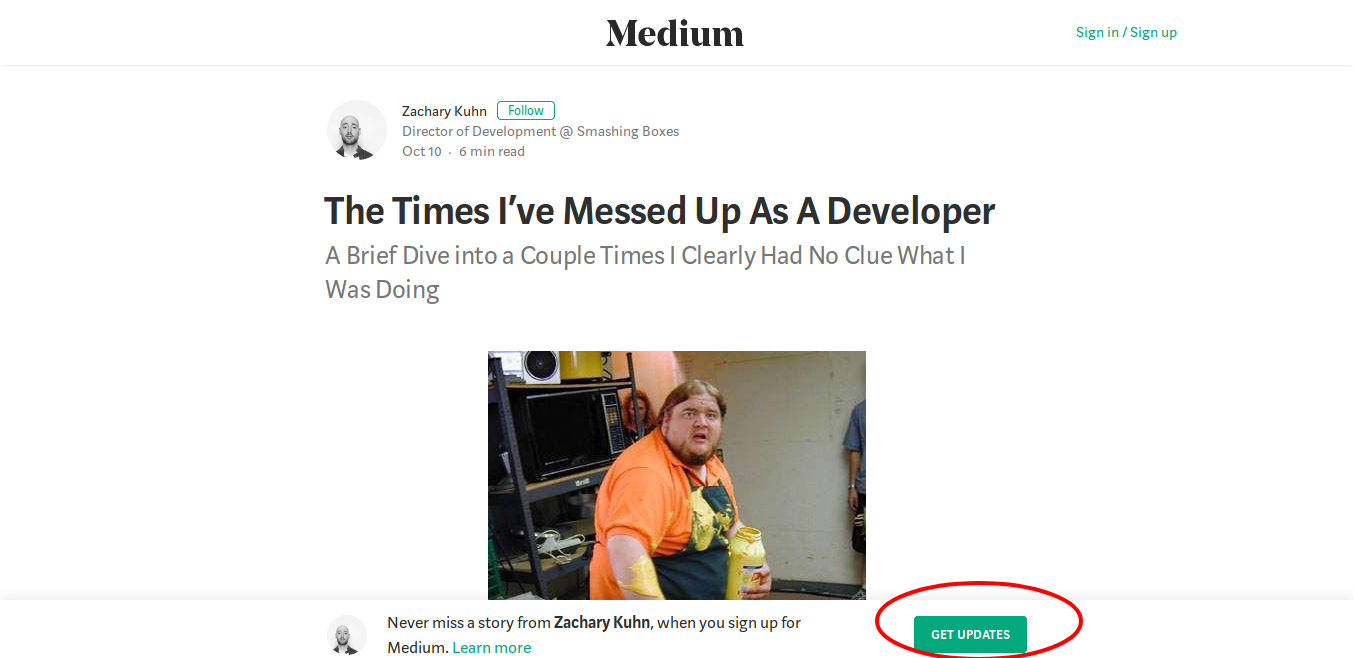 Medium
Sign in / Sign up
Zachary Kuhn Follow
Director of Development @ Smashing Boxes
Oct 10 · 6 min read
The Times I’ve Messed Up As A Developer
A Brief Dive into a Couple Times I Clearly Had No Clue What I
Was Doing
Never miss a story from Zachary Kuhn, when you sign up for
Medium. Learn more
GET UPDATES